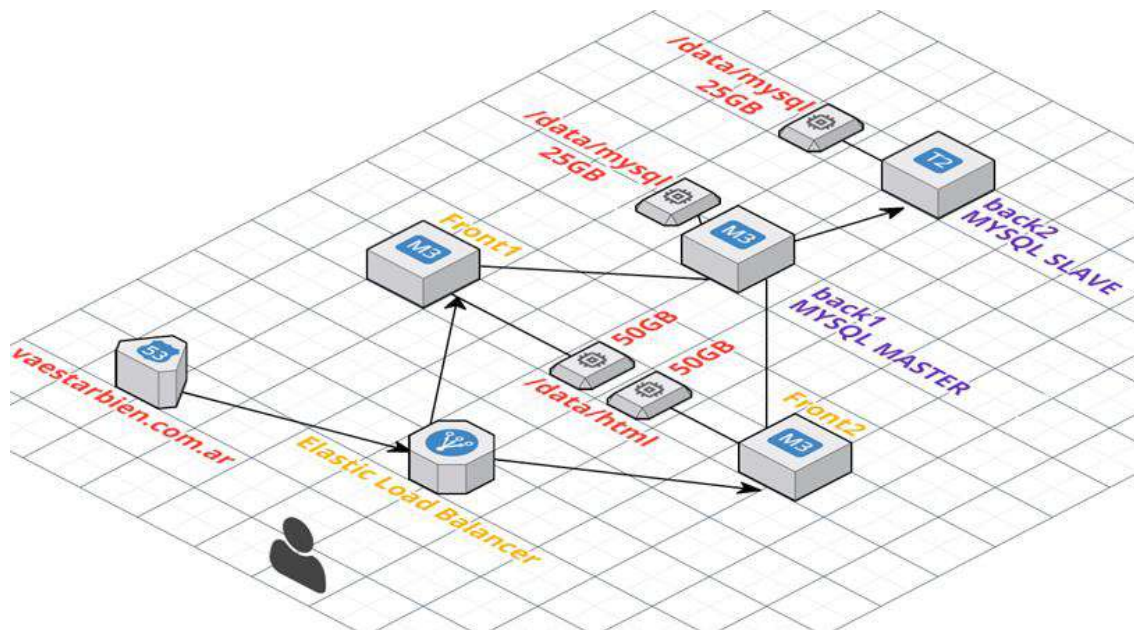 /data/mysql
25GB
/data/mysql
25GB
T2
back2
MYSQL SLAVE
Front1
M3
M3
back1
MYSQL MASTER
50GB
50GB
/data/html
53
vaestarbien.com.ar
Elastic Load Balancer
Front2
M3